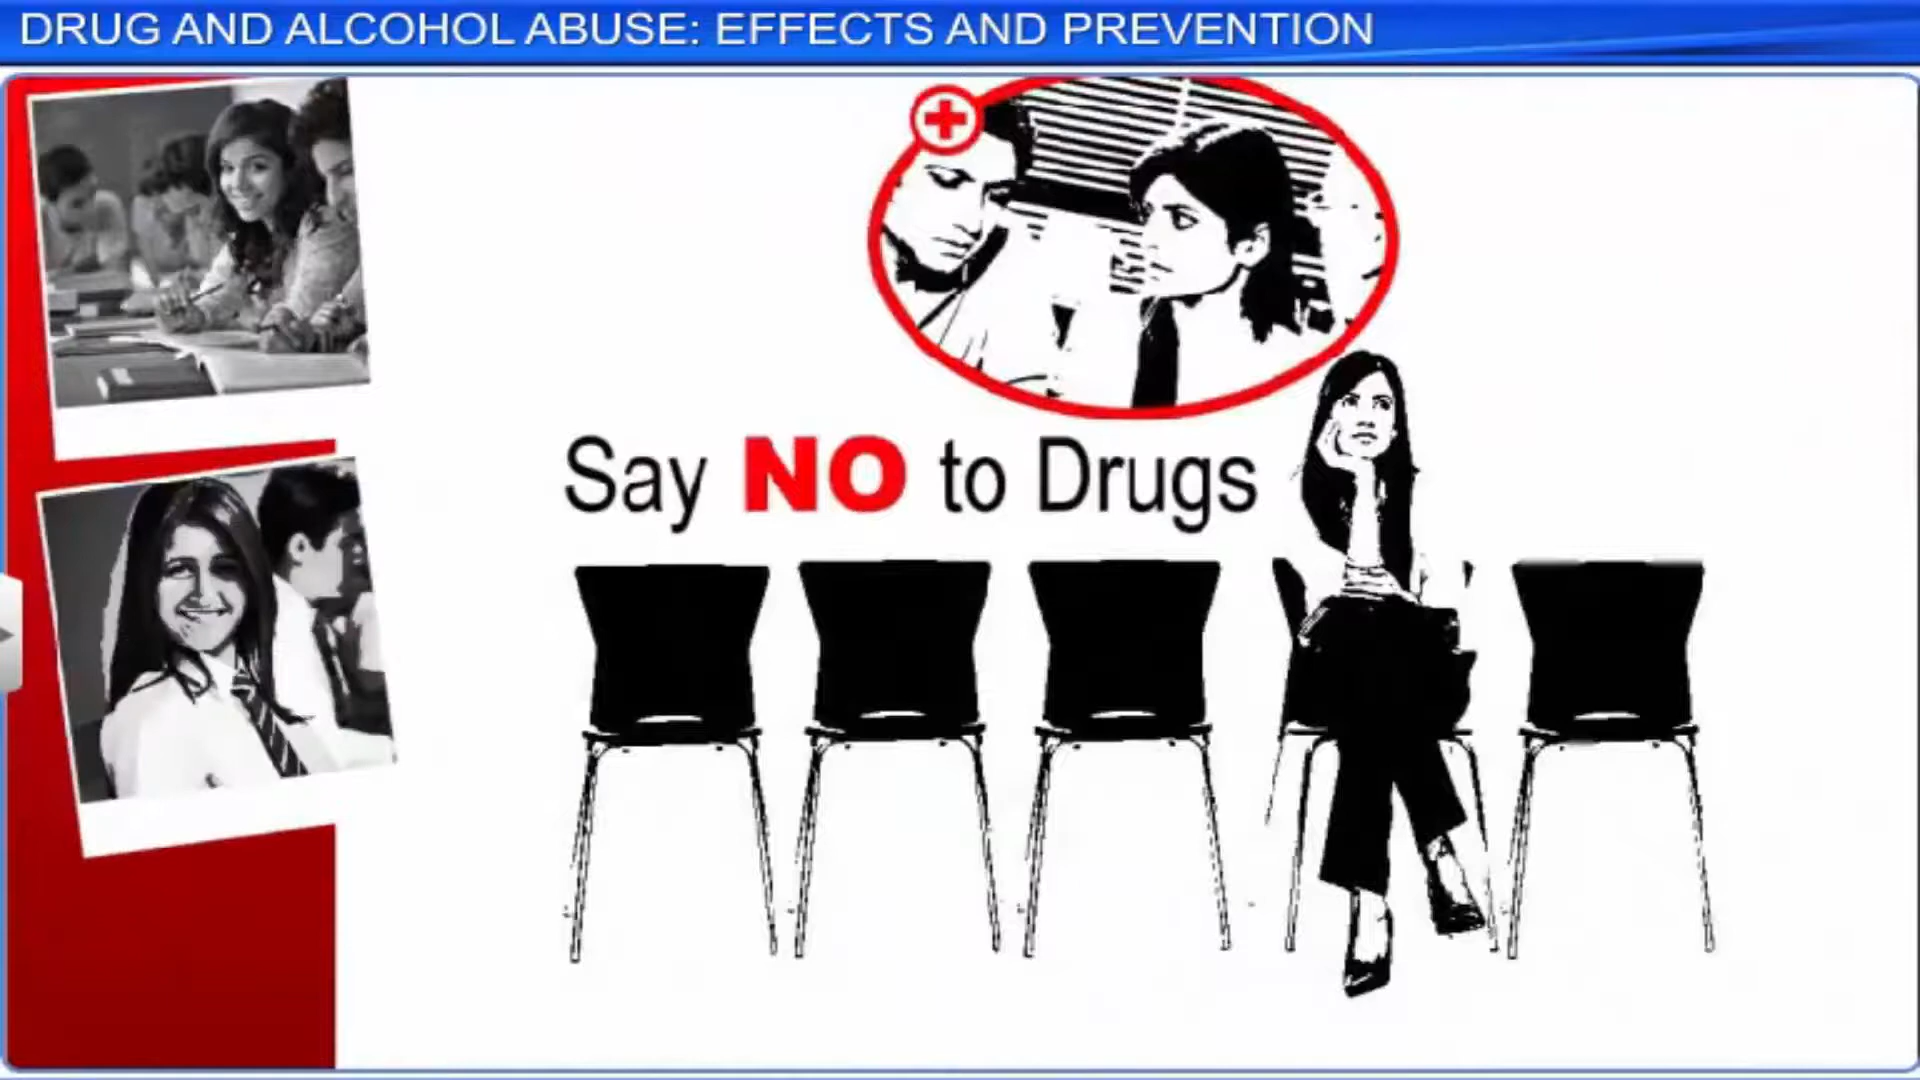 DRUG AND ALCOHOL ABUSE: EFFECTS AND PREVENTION
Say NO to Drugs